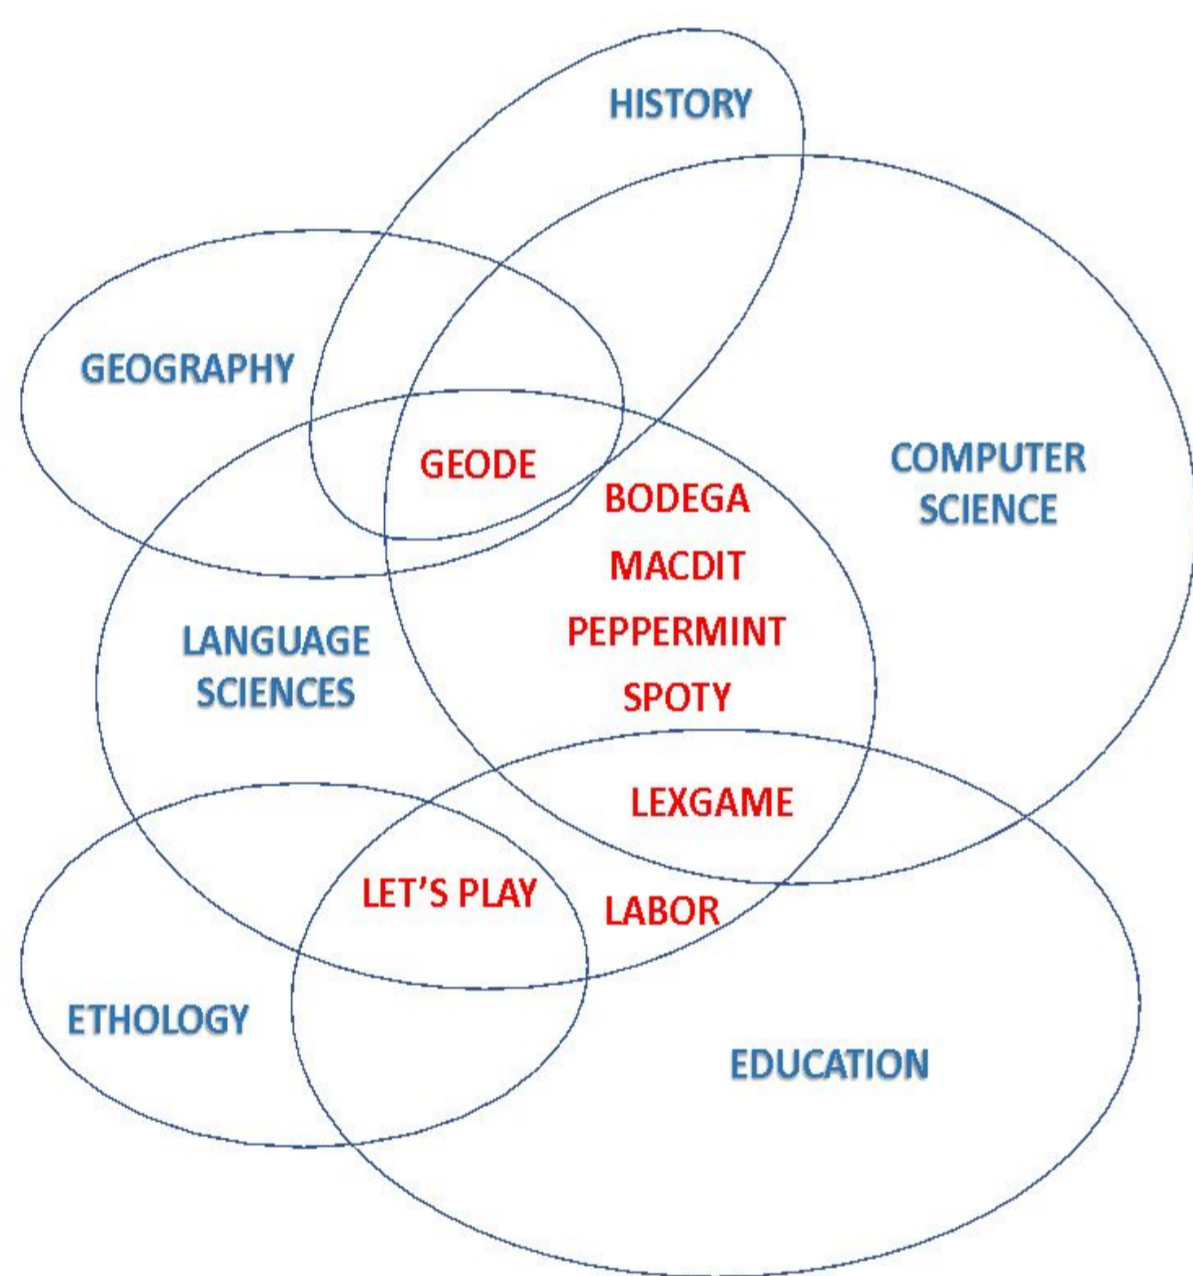 HISTORY
GEOGRAPHY
GEODE
COMPUTER
SCIENCE
BODEGA
MACDIT
PEPPERMINT
SPOTY
LANGUAGE
SCIENCES
LEXGAME
LET'S PLAY
LABOR
ETHOLOGY
EDUCATION